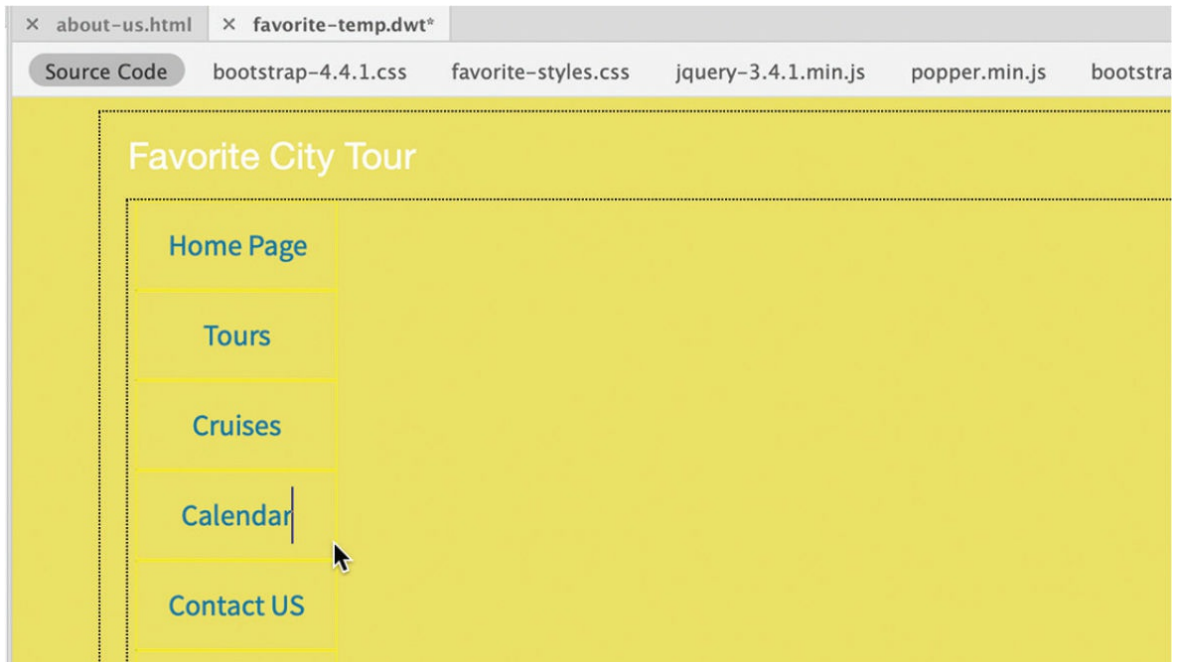 × about-us.html × favorite-temp.dwt*
Source Code bootstrap-4.4.1.css favorite-styles.css jquery-3.4.1.min.js popper.min.js bootstra
Favorite City Tour
Home Page
Tours
Cruises
Calendar
Contact US